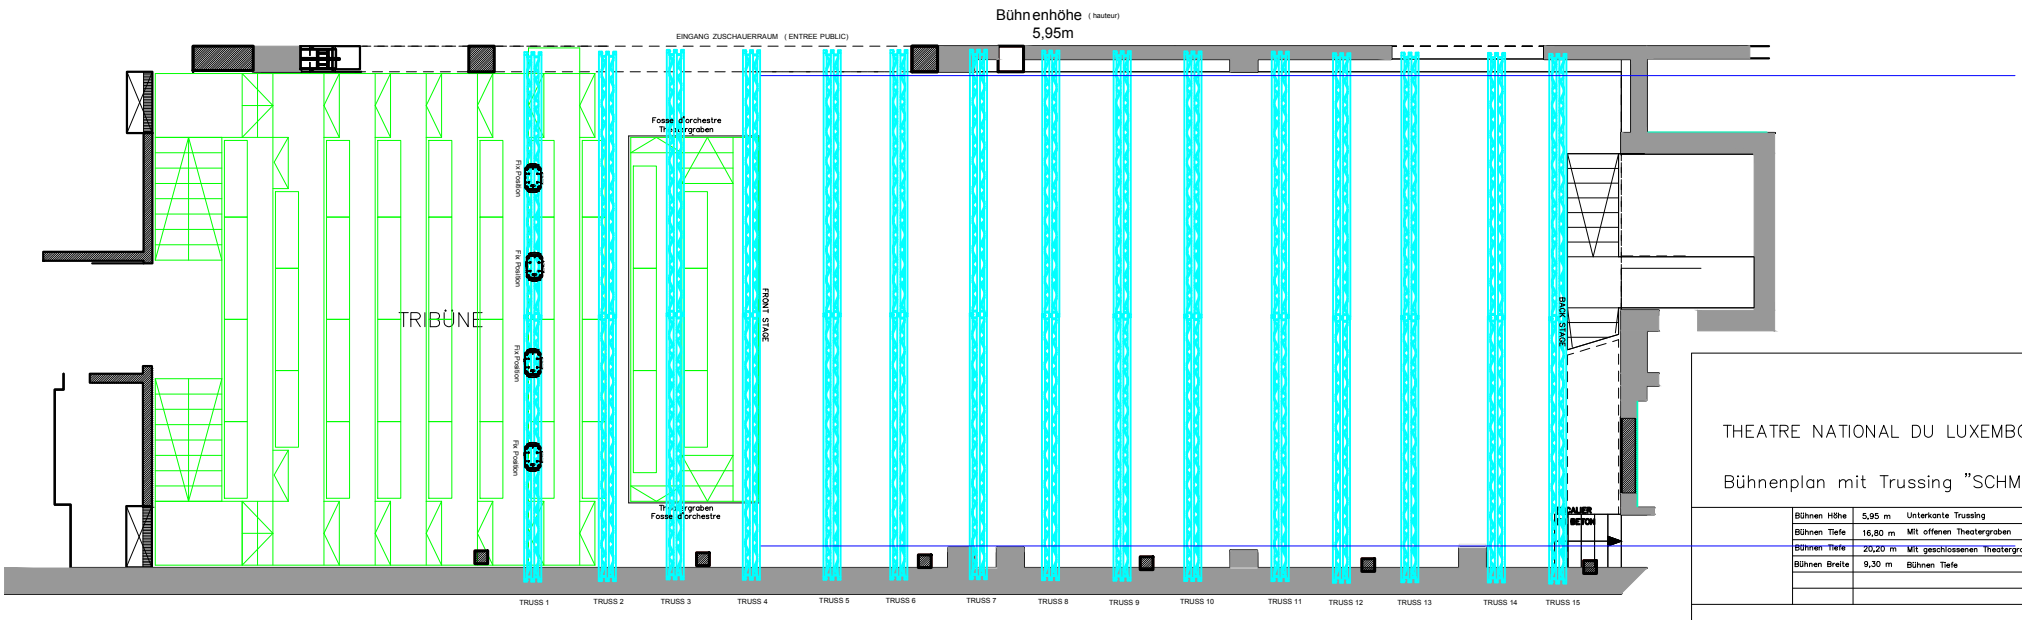 Bühnenhöhe ( hauteur)
5,95m
EINGANG ZUSCHAUERRAUM ( ENTREE PUBLIC)
Fosse d'orchestre
Theatergraben
Fix Position
Fix Position
Fix Position
Fix Position
TRIBÜNE
FRONT STAGE
BACK STAGE
Theatergraben
Fosse d'orchestre
BETON
TRUSS 1
TRUSS 2
TRUSS 3
TRUSS 4
TRUSS 5
TRUSS 6
TRUSS 7
TRUSS 8
TRUSS 9
TRUSS 10
TRUSS 11
TRUSS 12
TRUSS 13
TRUSS 14
TRUSS 15
THEATRE NATIONAL DU LUXEMBO
Bühnenplan mit Trussing "SCHM
Bühnen Höhe 5,95 m Unterkante Trussing
Bühnen Tiefe 16,80 m Mit offenen Theatergraben
Bühnen Tiefe 20,20 m Mit geschlossenen Theatergra
Bühnen Breite 9,30 m Bühnen Tiefe